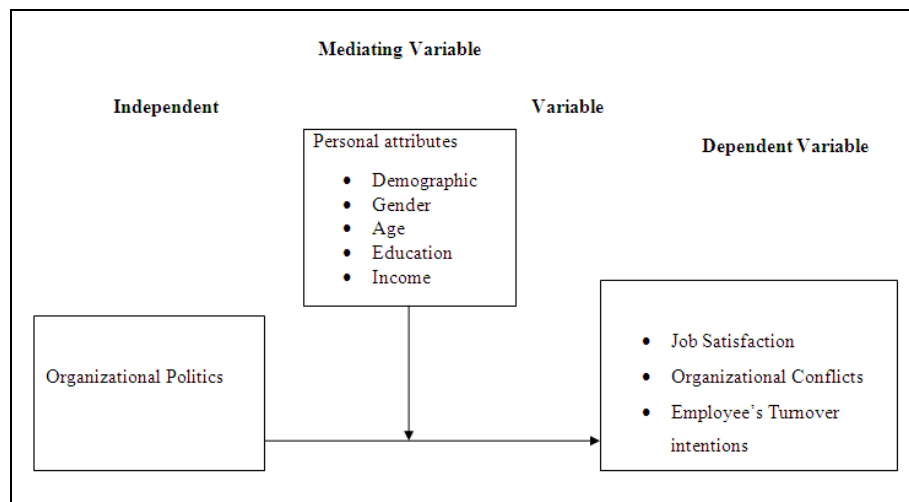 Mediating Variable
Independent Variable
Dependent Variable
Personal attributes
• Demographic
• Gender
• Age
• Education
• Income
Organizational Politics
• Job Satisfaction
• Organizational Conflicts
• Employee’s Turnover
intentions